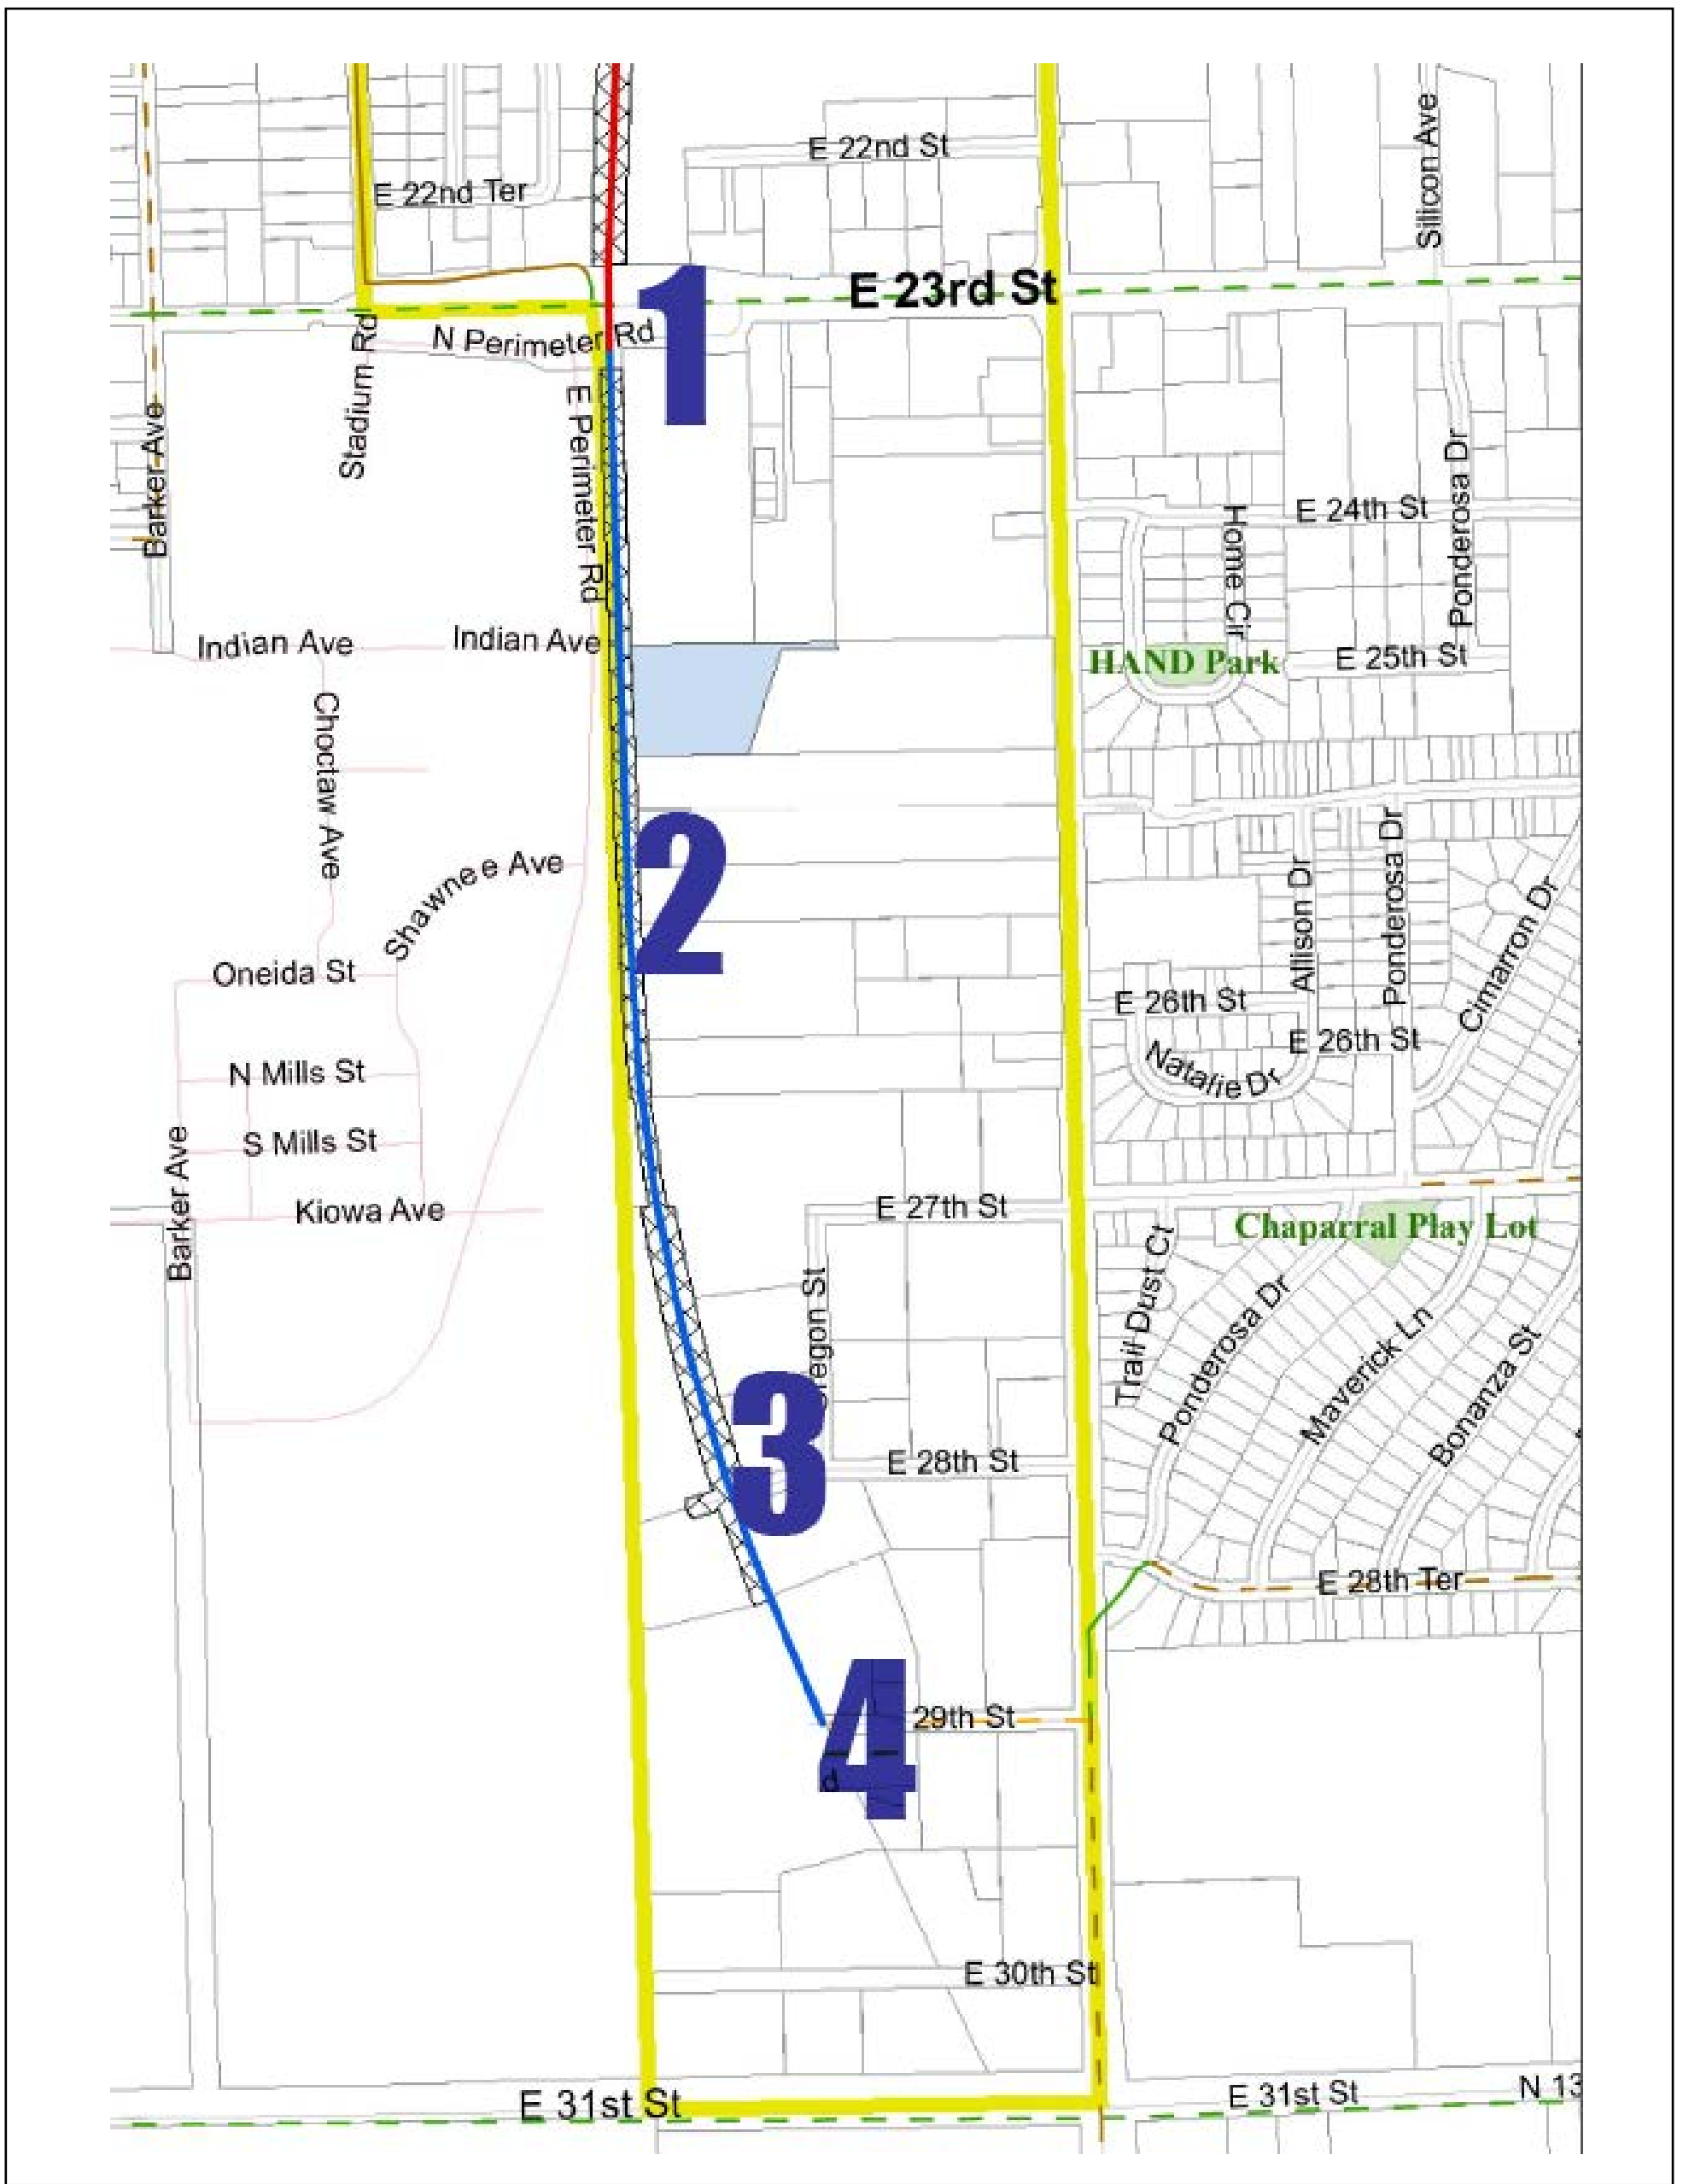 E 22nd St
Silicon Ave
E 22nd Ter
E 23rd St
1
N Perimeter Rd
Stadium Rd
Barker Ave
E Perimeter Rd
Ponderosa Dr
E 24th St
Home Cir
Indian Ave
Indian Ave
HAND Park
E 25th St
Choctaw Ave
2
Shawnee Ave
Allison Dr
Ponderosa Dr
Cimarron Dr
Oneida St
E 26th St
E 26th St
Natalie Dr
N Mills St
S Mills St
Barker Ave
Kiowa Ave
E 27th St
Chaparral Play Lot
Trail Dust Ct
Ponderosa Dr
Maverick Ln
Bonanza St
3
E 28th St
E 28th Ter
4
29th St
E 30th St
E 31st St
E 31st St
N 13